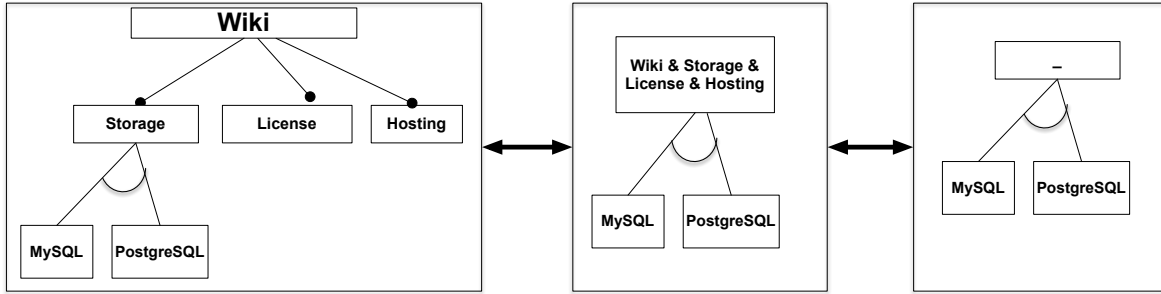 Wiki
Storage
License
Hosting
MySQL
PostgreSQL
Wiki & Storage &
License & Hosting
MySQL
PostgreSQL
_
MySQL
PostgreSQL